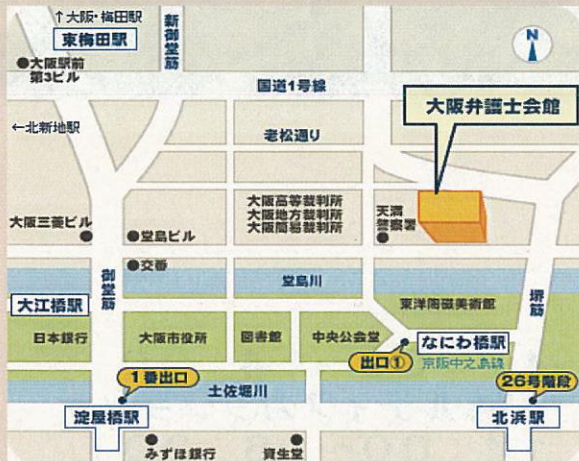 ↑大阪・梅田駅
東梅田駅
新御堂筋
N
●大阪駅前
第3ビル
国道1号線
大阪弁護士会館
←北新地駅
老松通り
大阪高等裁判所
大阪地方裁判所
大阪簡易裁判所
天満
警察署
大阪三菱ビル
●堂島ビル
●交番
御堂筋
堂島川
堺筋
大江橋駅
東洋陶磁美術館
日本銀行
大阪市役所
図書館
中央公会堂
なにわ橋駅
出口①
京阪中之島線
1番出口
土佐堀川
26号階段
淀屋橋駅
北浜駅
みずほ銀行
資生堂